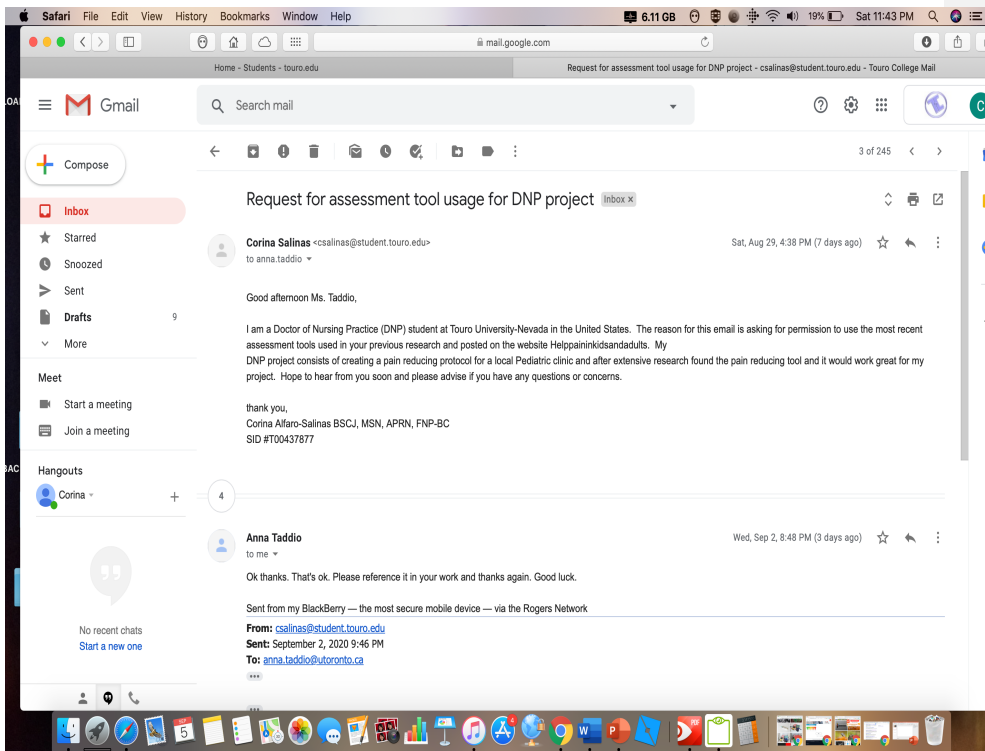 Safari File Edit View History Bookmarks Window Help 6.11 GB 19% Sat 11:43 PM
mail.google.com
Home - Students - touro.edu Request for assessment tool usage for DNP project - csalinas@student.touro.edu - Touro College Mail
Gmail Search mail C
Compose
3 of 245
Request for assessment tool usage for DNP project Inbox x
Inbox
Starred
Snoozed
Sent
Drafts 9
More
Meet
Start a meeting
Join a meeting
Hangouts
Corina
No recent chats
Start a new one
Corina Salinas <csalinas@student.touro.edu> Sat, Aug 29, 4:38 PM (7 days ago)
to anna.taddio
Good afternoon Ms. Taddio,
I am a Doctor of Nursing Practice (DNP) student at Touro University-Nevada in the United States. The reason for this email is asking for permission to use the most recent
assessment tools used in your previous research and posted on the website Helppaininkidsandadults. My
DNP project consists of creating a pain reducing protocol for a local Pediatric clinic and after extensive research found the pain reducing tool and it would work great for my
project. Hope to hear from you soon and please advise if you have any questions or concerns.
thank you,
Corina Alfaro-Salinas BSCJ, MSN, APRN, FNP-BC
SID #T00437877
4
Anna Taddio Wed, Sep 2, 8:48 PM (3 days ago)
to me
Ok thanks. That's ok. Please reference it in your work and thanks again. Good luck.
Sent from my BlackBerry — the most secure mobile device — via the Rogers Network
From: csalinas@student.touro.edu
Sent: September 2, 2020 9:46 PM
To: anna.taddio@utoronto.ca
SEP
5